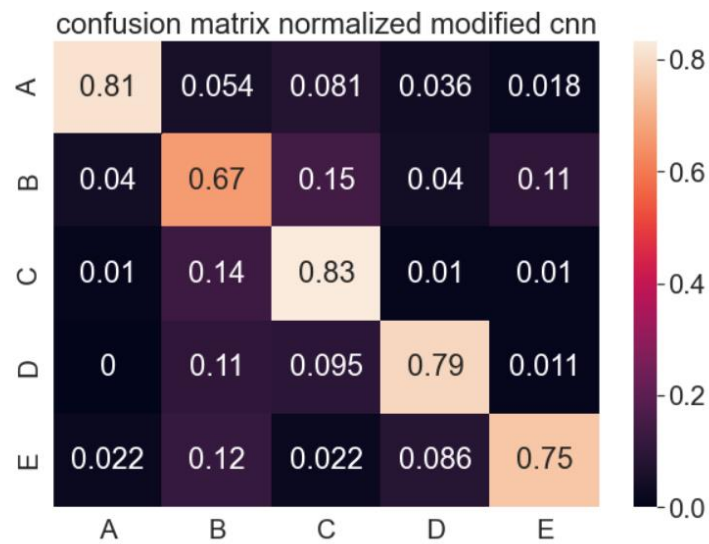 confusion matrix normalized modified cnn
A 0.81 0.054 0.081 0.036 0.018
B 0.04 0.67 0.15 0.04 0.11
C 0.01 0.14 0.83 0.01 0.01
D 0 0.11 0.095 0.79 0.011
E 0.022 0.12 0.022 0.086 0.75
A B C D E
0.8
0.6
0.4
0.2
0.0